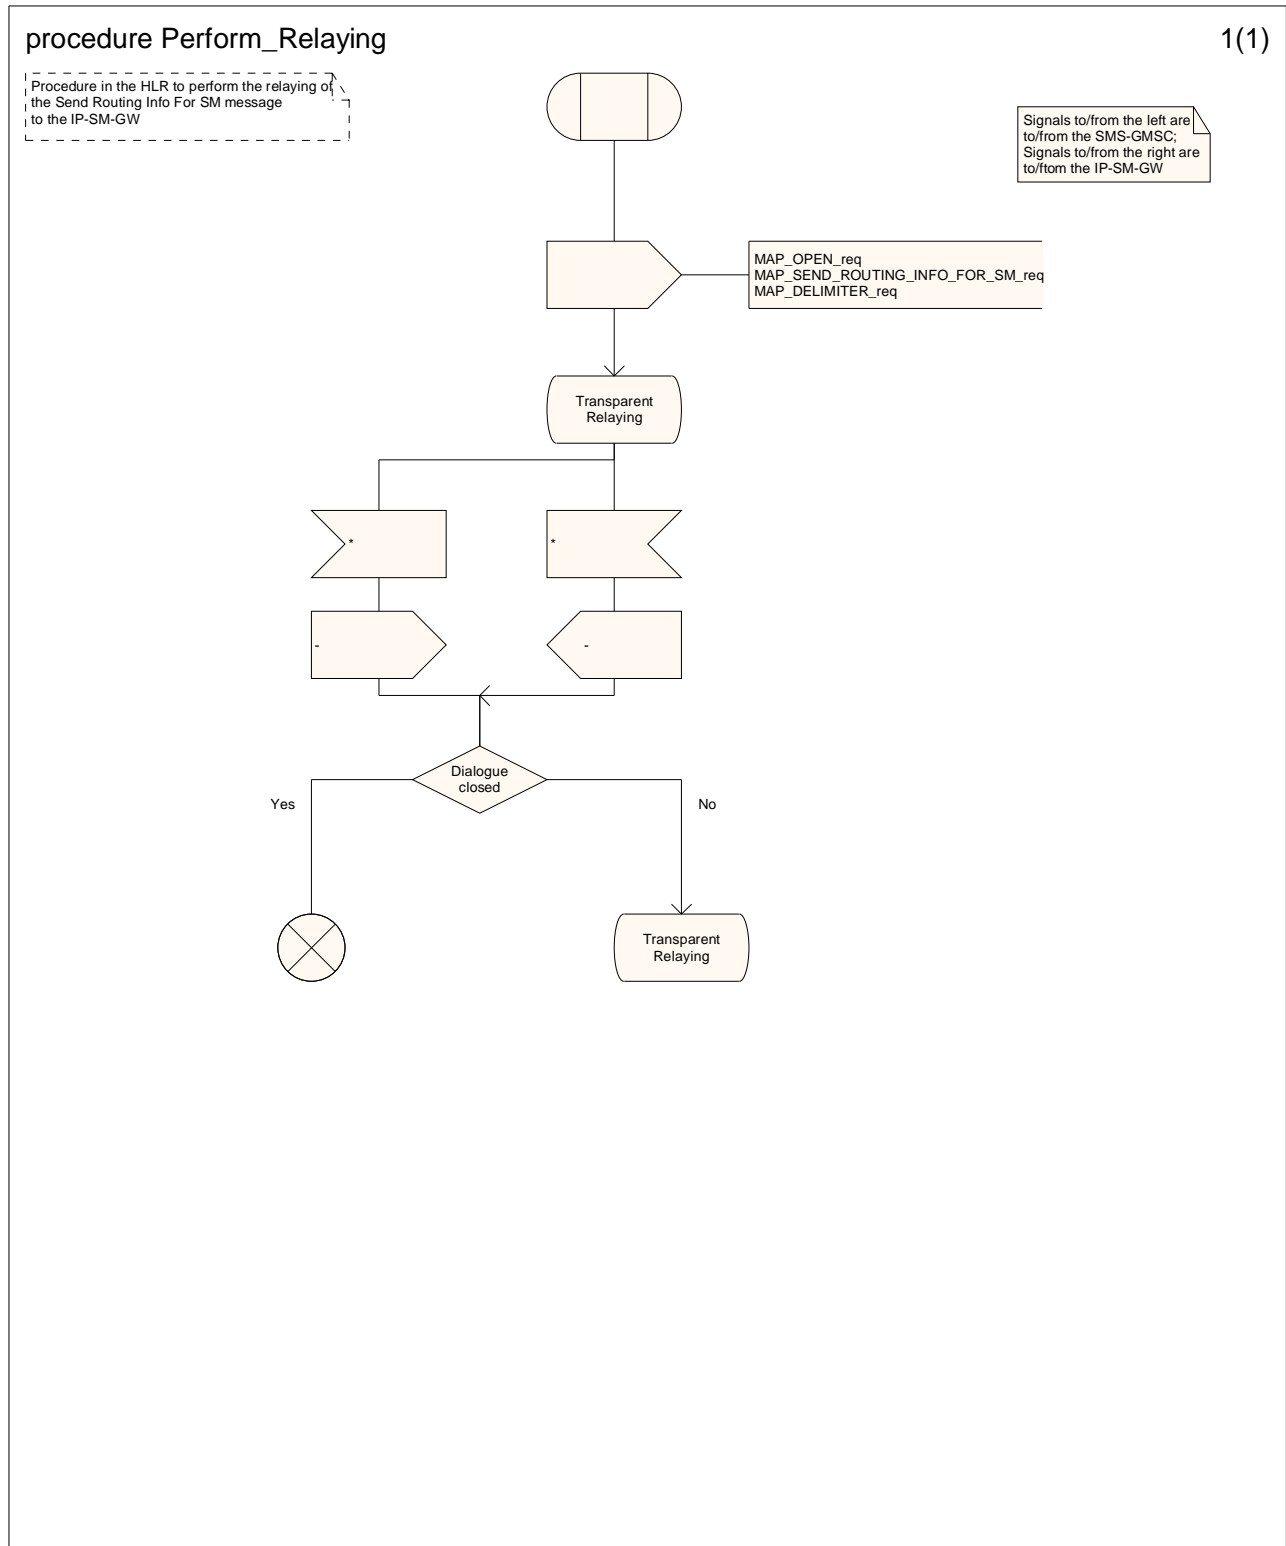 procedure Perform_Relaying
1(1)
Procedure in the HLR to perform the relaying of
the Send Routing Info For SM message
to the IP-SM-GW
Signals to/from the left are
to/from the SMS-GMSC;
Signals to/from the right are
to/ftom the IP-SM-GW
MAP_OPEN_req
MAP_SEND_ROUTING_INFO_FOR_SM_req
MAP_DELIMITER_req
Transparent
Relaying
*
*
-
-
Dialogue
closed
Yes
No
Transparent
Relaying